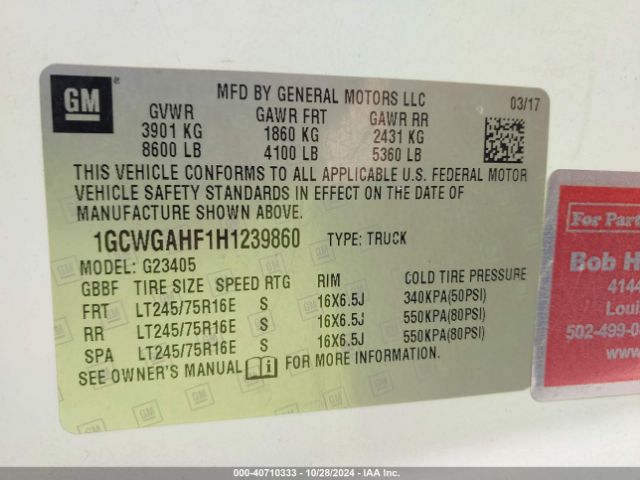 GM
MFD BY GENERAL MOTORS LLC
03/17
GVWR GAWR FRT GAWR RR
3901 KG 1860 KG 2431 KG
8600 LB 4100 LB 5360 LB
THIS VEHICLE CONFORMS TO ALL APPLICABLE U.S. FEDERAL MOTOR
VEHICLE SAFETY STANDARDS IN EFFECT ON THE DATE OF
MANUFACTURE SHOWN ABOVE.
1GCWGAHF1H1239860 TYPE: TRUCK
MODEL: G23405
GBBF TIRE SIZE SPEED RTG RIM COLD TIRE PRESSURE
FRT LT245/75R16E S 16X6.5J 340KPA(50PSI)
RR LT245/75R16E S 16X6.5J 550KPA(80PSI)
SPA LT245/75R16E S 16X6.5J 550KPA(80PSI)
SEE OWNER'S MANUAL FOR MORE INFORMATION.
For Part
Bob H
4144
Loui
502-499-0
www.
000-40710333 - 10/28/2024 - IAA Inc.